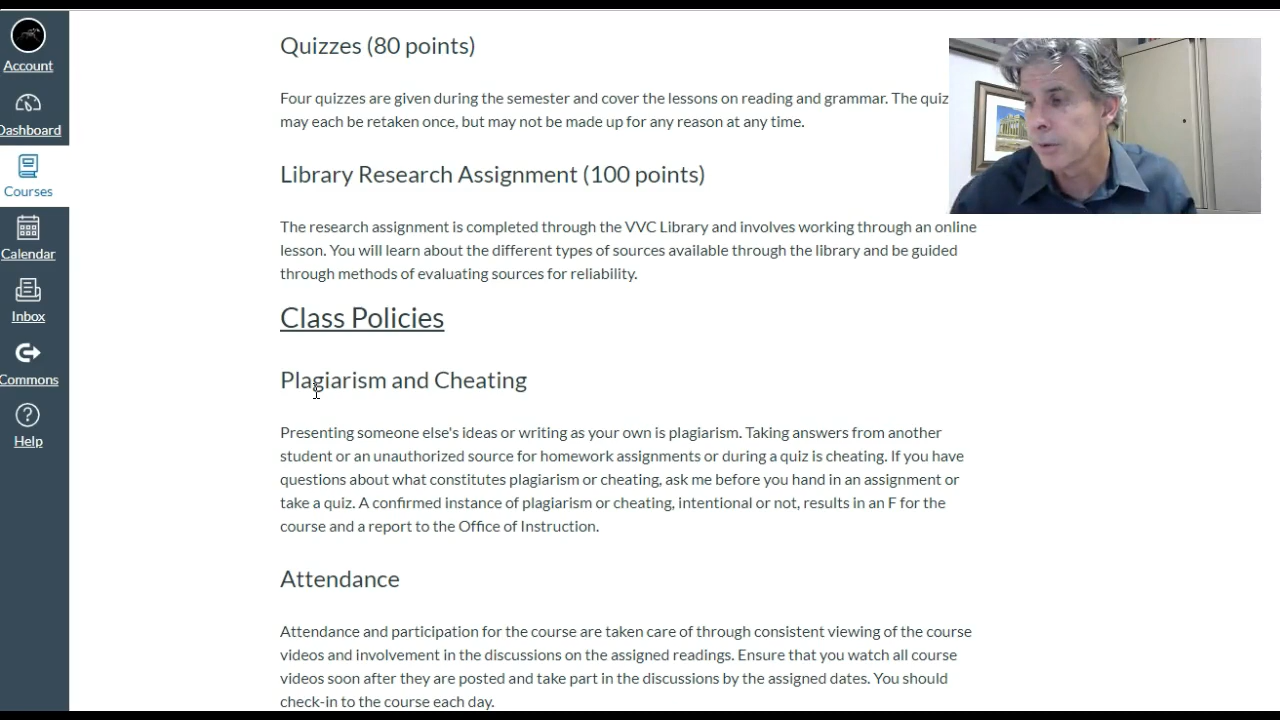 Account
Dashboard
Courses
Calendar
Inbox
Commons
Help
Quizzes (80 points)
Four quizzes are given during the semester and cover the lessons on reading and grammar. The quiz
may each be retaken once, but may not be made up for any reason at any time.
Library Research Assignment (100 points)
The research assignment is completed through the VVC Library and involves working through an online
lesson. You will learn about the different types of sources available through the library and be guided
through methods of evaluating sources for reliability.
Class Policies
Plagiarism and Cheating
Presenting someone else's ideas or writing as your own is plagiarism. Taking answers from another
student or an unauthorized source for homework assignments or during a quiz is cheating. If you have
questions about what constitutes plagiarism or cheating, ask me before you hand in an assignment or
take a quiz. A confirmed instance of plagiarism or cheating, intentional or not, results in an F for the
course and a report to the Office of Instruction.
Attendance
Attendance and participation for the course are taken care of through consistent viewing of the course
videos and involvement in the discussions on the assigned readings. Ensure that you watch all course
videos soon after they are posted and take part in the discussions by the assigned dates. You should
check-in to the course each day.